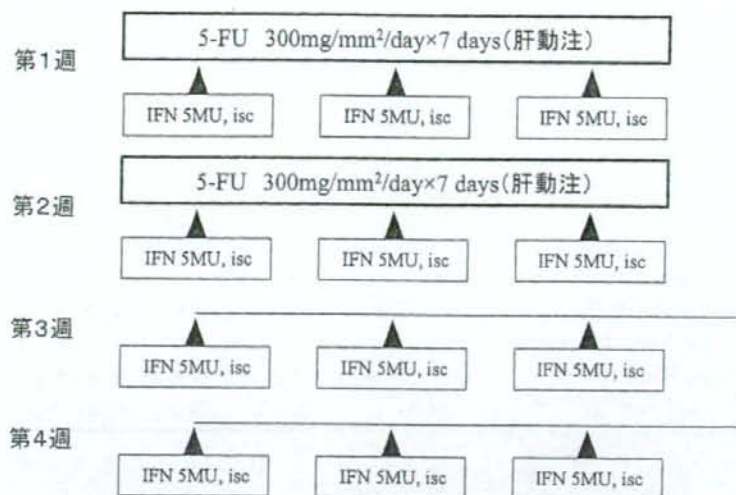 第1週
5-FU 300mg/mm²/day×7 days(肝動注)
IFN 5MU, isc
IFN 5MU, isc
IFN 5MU, isc
第2週
5-FU 300mg/mm²/day×7 days(肝動注)
IFN 5MU, isc
IFN 5MU, isc
IFN 5MU, isc
第3週
IFN 5MU, isc
IFN 5MU, isc
IFN 5MU, isc
第4週
IFN 5MU, isc
IFN 5MU, isc
IFN 5MU, isc